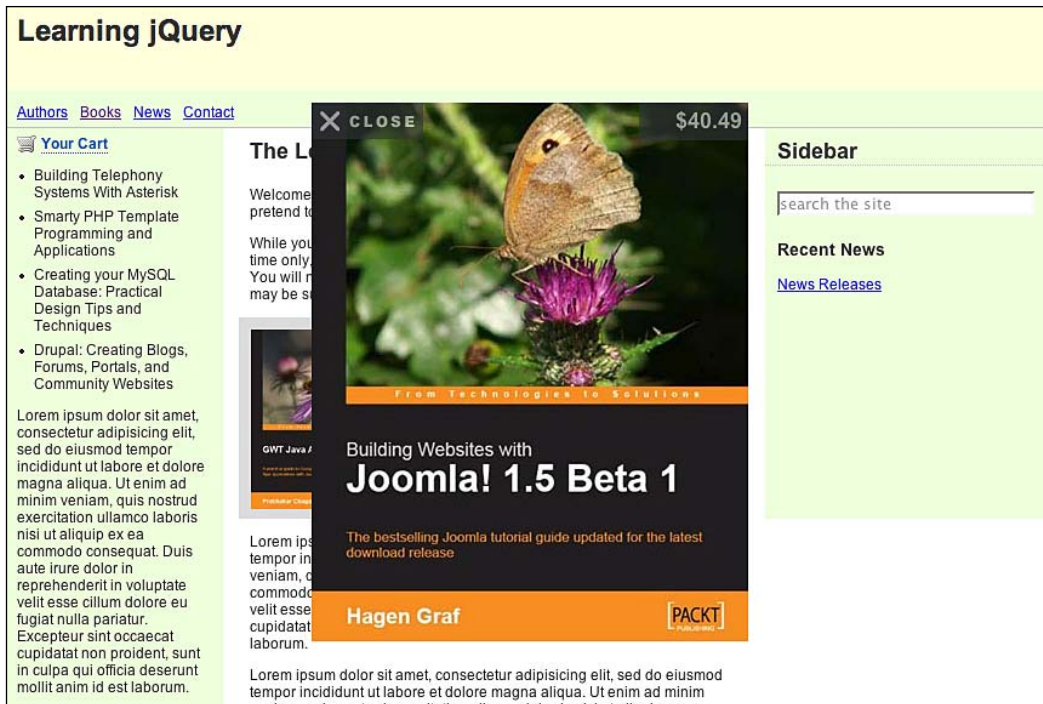 Learning jQuery
Authors Books News Contact
Your Cart
Building Telephony
Systems With Asterisk
Smarty PHP Template
Programming and
Applications
Creating your MySQL
Database: Practical
Design Tips and
Techniques
Drupal: Creating Blogs,
Forums, Portals, and
Community Websites
Lorem ipsum dolor sit amet,
consectetur adipisicing elit,
sed do eiusmod tempor
incididunt ut labore et dolore
magna aliqua. Ut enim ad
minim veniam, quis nostrud
exercitation ullamco laboris
nisi ut aliquip ex ea
commodo consequat. Duis
aute irure dolor in
reprehenderit in voluptate
velit esse cillum dolore eu
fugiat nulla pariatur.
Excepteur sint occaecat
cupidatat non proident, sunt
in culpa qui officia deserunt
mollit anim id est laborum.
The
Welcome
pretend
While you
time only,
You will
may be
GWT Java
Lorem
tempor
veniam,
commodo
velit esse
cupidatat
laborum.
Lorem ipsum dolor sit amet, consectetur adipisicing elit, sed do eiusmod
tempor incididunt ut labore et dolore magna aliqua. Ut enim ad minim
CLOSE $40.49
From Technologies to Solutions
Building Websites with
Joomla! 1.5 Beta 1
The bestselling Joomla tutorial guide updated for the latest
download release
Hagen Graf
PACKT
PUBLISHING
Sidebar
search the site
Recent News
News Releases